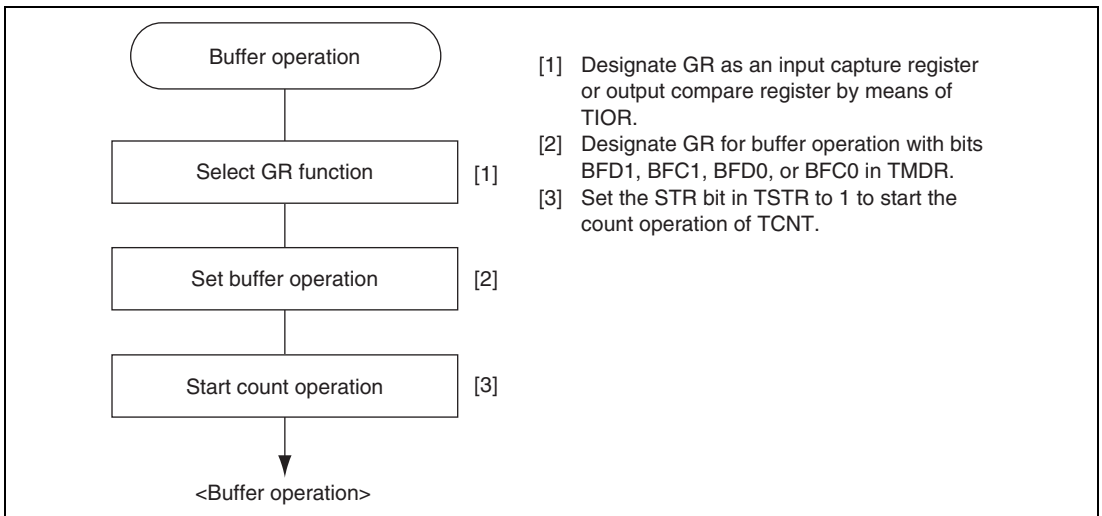 Buffer operation
Select GR function
[1]
Set buffer operation
[2]
Start count operation
[3]
<Buffer operation>
[1] Designate GR as an input capture register
or output compare register by means of
TIOR.
[2] Designate GR for buffer operation with bits
BFD1, BFC1, BFD0, or BFC0 in TMDR.
[3] Set the STR bit in TSTR to 1 to start the
count operation of TCNT.